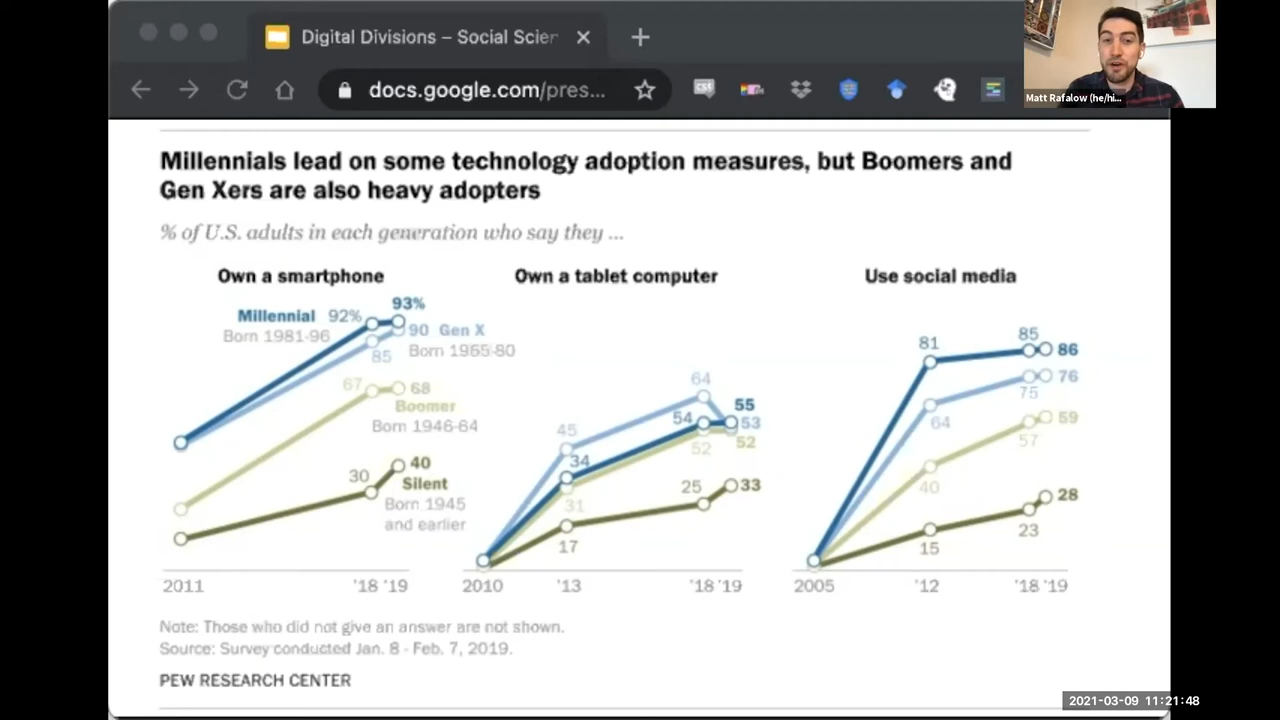 Digital Divisions – Social Scien
docs.google.com/pres...
Matt Rafalow (he/hi...
Millennials lead on some technology adoption measures, but Boomers and
Gen Xers are also heavy adopters
% of U.S. adults in each generation who say they ...
Own a smartphone
Own a tablet computer
Use social media
93%
Millennial 92%
Born 1981-96
90 Gen X
85
Born 1965-80
67
68
Boomer
Born 1946-64
30
40
Silent
Born 1945
and earlier
2011
'18 '19
64
45
54
55
53
34
52
52
31
25
33
17
2010
'13
'18 '19
81
85
86
76
75
64
59
57
40
28
23
15
2005
'12
'18 '19
Note: Those who did not give an answer are not shown.
Source: Survey conducted Jan. 8 - Feb. 7, 2019.
PEW RESEARCH CENTER
2021-03-09 11:21:48